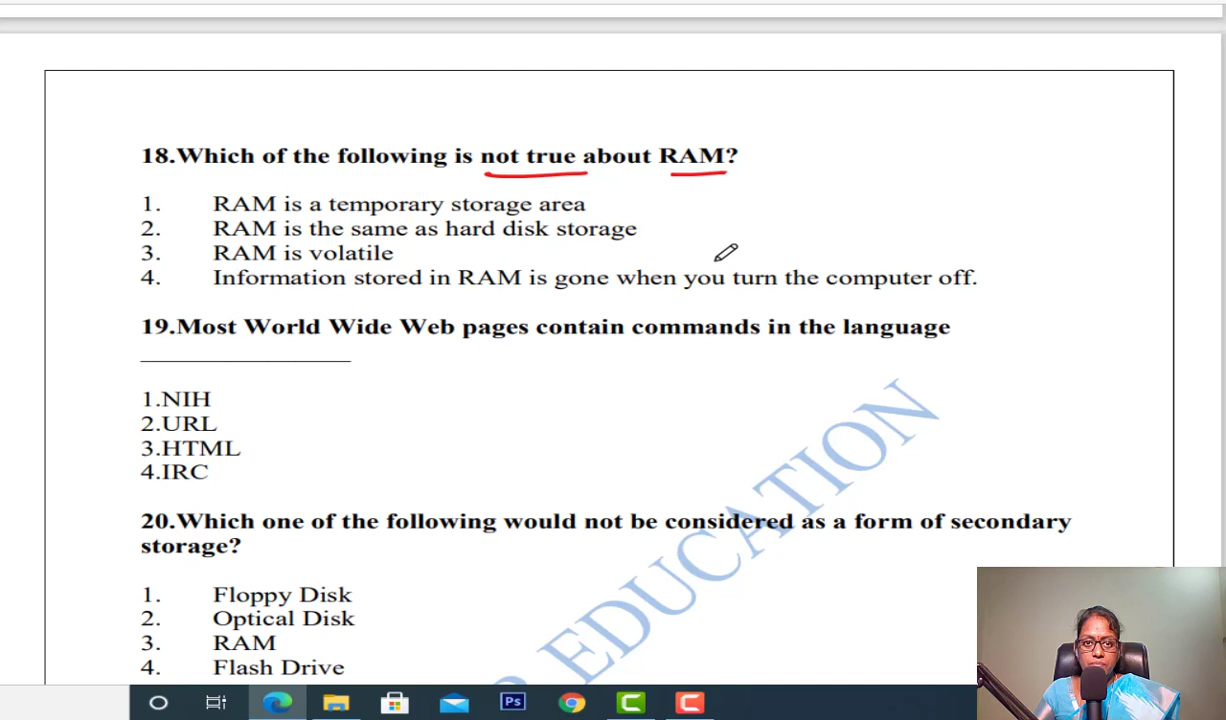 18.Which of the following is not true about RAM?
1. RAM is a temporary storage area
2. RAM is the same as hard disk storage
3. RAM is volatile
4. Information stored in RAM is gone when you turn the computer off.
19.Most World Wide Web pages contain commands in the language
____________________
1.NIH
2.URL
3.HTML
4.IRC
20.Which one of the following would not be considered as a form of secondary
storage?
1. Floppy Disk
2. Optical Disk
3. RAM
4. Flash Drive
EDUCATION
Ps